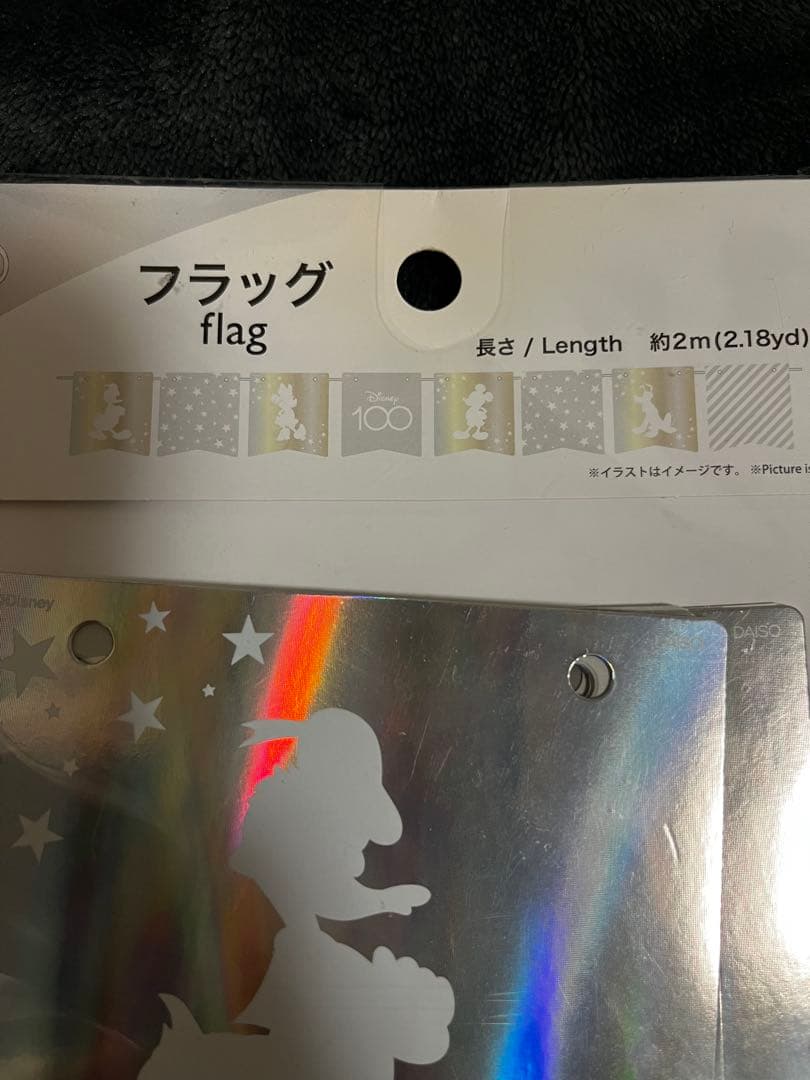 フラッグ
flag
長さ / Length 約2m(2.18yd)
Disney
100
※イラストはイメージです。 ※Picture is
©Disney
DAISO